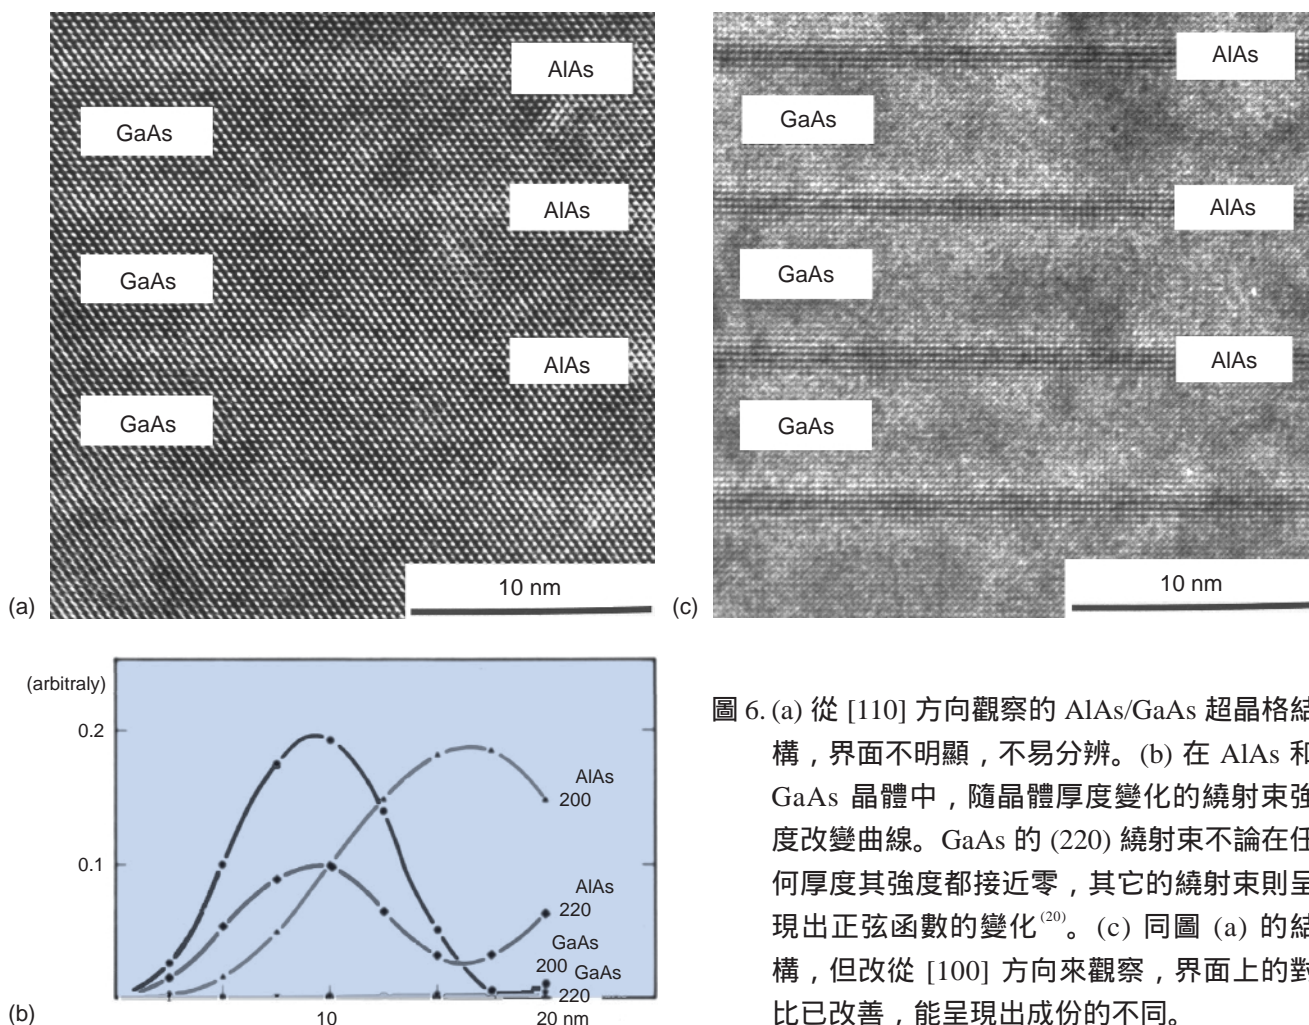 AlAs
GaAs
AlAs
GaAs
AlAs
GaAs
10 nm
(a)
AlAs
GaAs
AlAs
GaAs
AlAs
GaAs
10 nm
(c)
(arbitraly)
0.2
AlAs
200
0.1
AlAs
220
GaAs
200 GaAs
220
(b)
10
20 nm
圖 6. (a) 從 [110] 方向觀察的 AlAs/GaAs 超晶格結
構，界面不明顯，不易分辨。(b) 在 AlAs 和
GaAs 晶體中，隨晶體厚度變化的繞射束強
度改變曲線。GaAs 的 (220) 繞射束不論在任
何厚度其強度都接近零，其它的繞射束則呈
現出正弦函數的變化(20)。(c) 同圖 (a) 的結
構，但改從 [100] 方向來觀察，界面上的對
比已改善，能呈現出成份的不同。